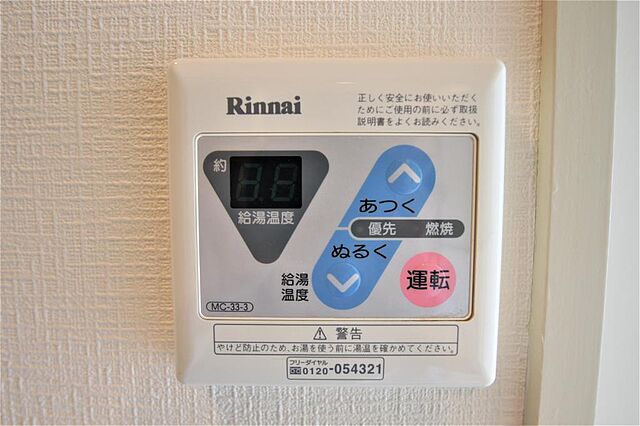 Rinnai
正しく安全にお使いいただく
ためにご使用の前に必ず取扱
説明書をよくお読みください。
約
給湯温度
あつく
優先 燃焼
ぬるく
給湯
温度
運転
MC-33-3
⚠ 警告
やけど防止のため、お湯を使う前に湯温を確かめてください。
フリーダイヤル
0120-054321